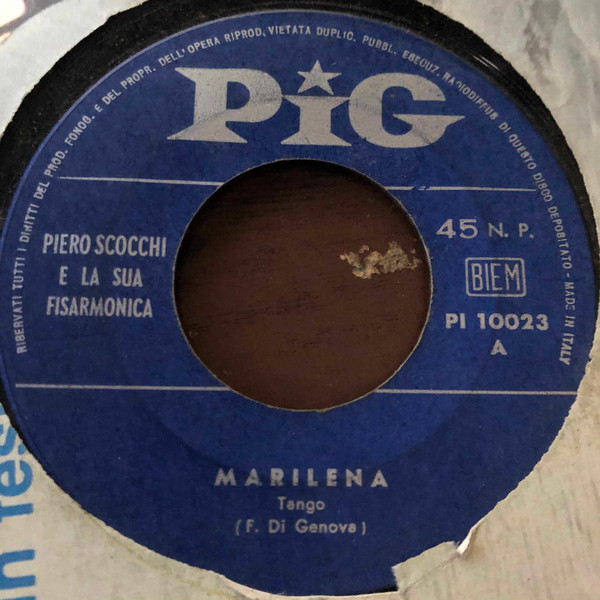 RISERVATI TUTTI I DIRITTI DEL PROD. FONOG. E DEL PROPR. DELL'OPERA RIPROD. VIETATA DUPLIC. PUBBL. ESECUZ. RADIODIFFUS DI QUESTO DISCO DEPOSITATO - MADE IN ITALY
PiG
PIERO SCOCCHI
E LA SUA
FISARMONICA
45 N. P.
BIEM
PI 10023
A
MARILENA
Tango
(F. Di Genova)